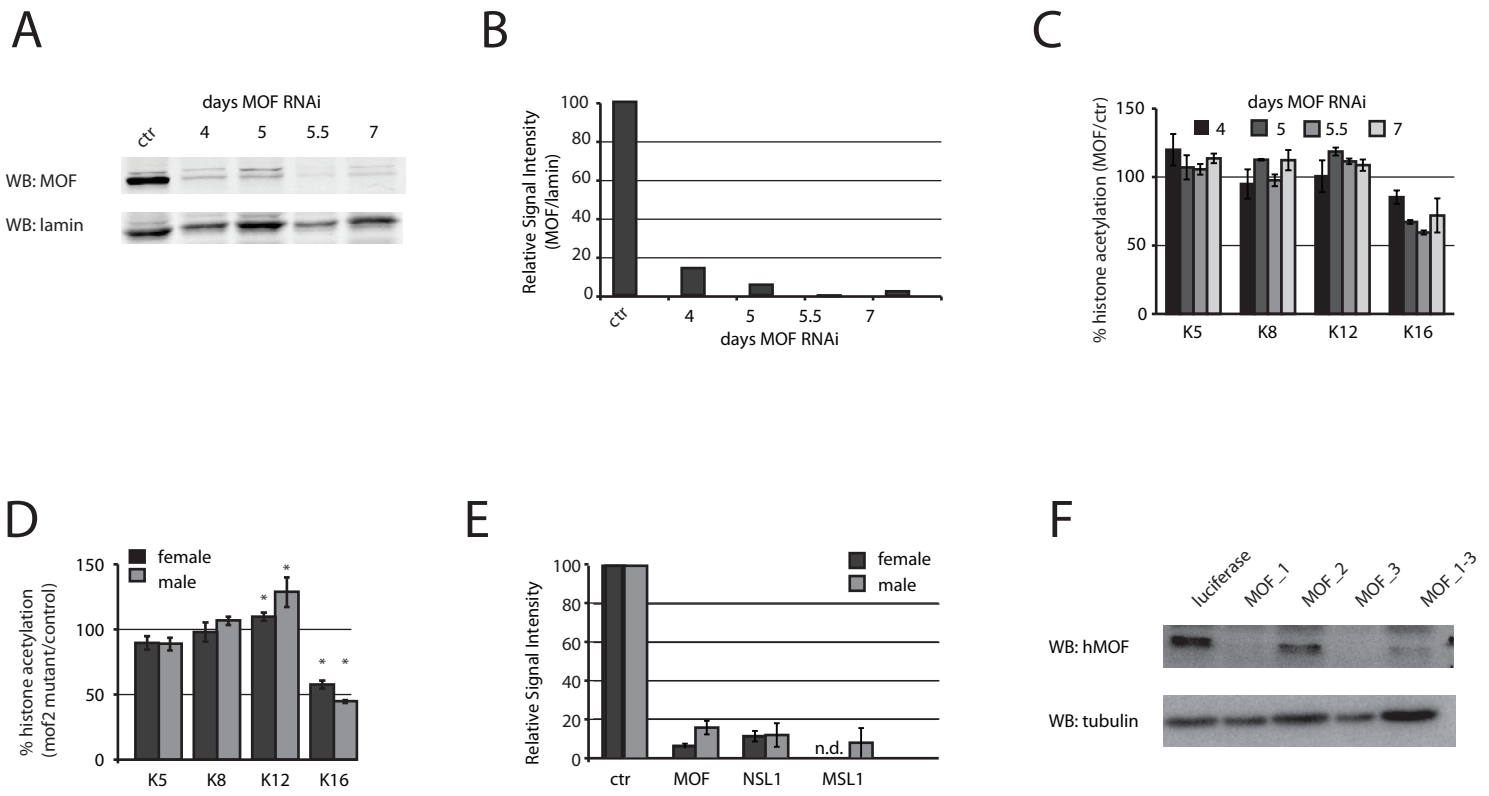 A
days MOF RNAi
ctr 4 5 5.5 7
WB: MOF
WB: lamin
B
Relative Signal Intensity
(MOF/lamin)
100
80
60
40
20
0
ctr 4 5 5.5 7
days MOF RNAi
C
% histone acetylation (MOF/ctr)
days MOF RNAi
4 5 5.5 7
150
100
50
0
K5 K8 K12 K16
D
% histone acetylation
(mof2 mutant/control)
female
male
150
100
50
0
* * * *
K5 K8 K12 K16
E
Relative Signal Intensity
female
male
100
80
60
40
20
0
n.d.
ctr MOF NSL1 MSL1
F
luciferase MOF_1 MOF_2 MOF_3 MOF_1-3
WB: hMOF
WB: tubulin